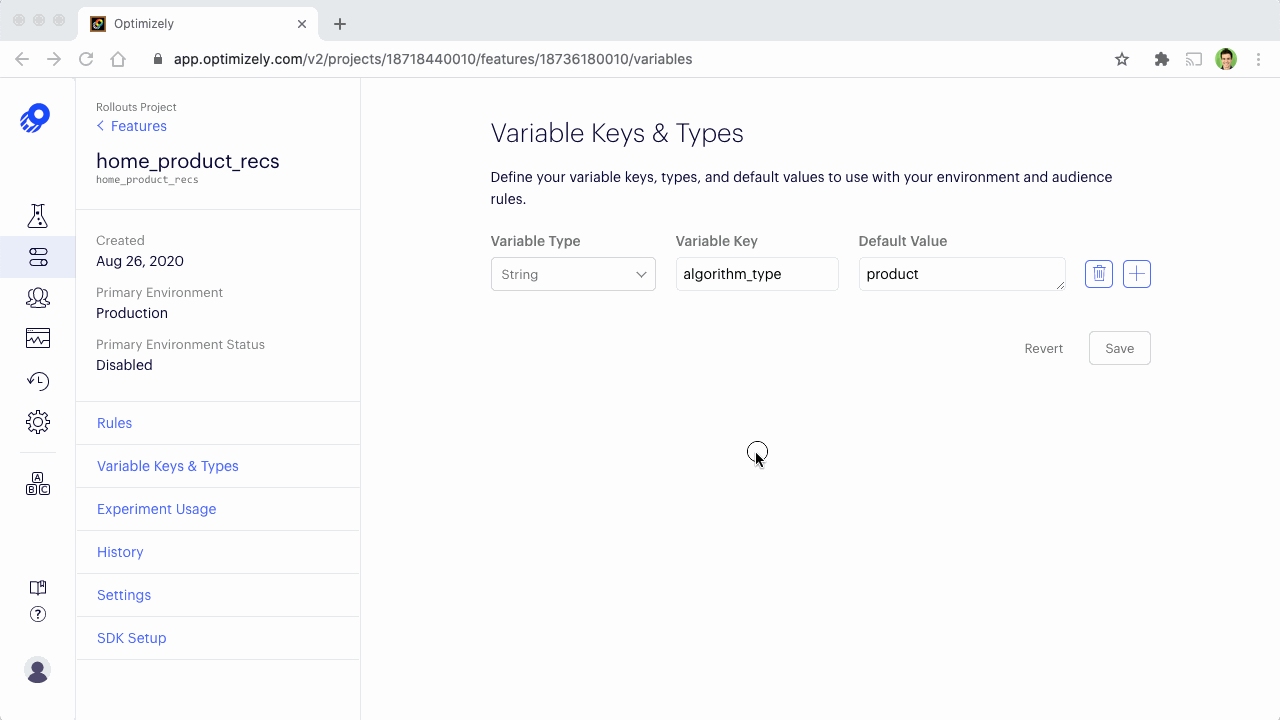 Optimizely
app.optimizely.com/v2/projects/18718440010/features/18736180010/variables
Rollouts Project
Features
home_product_recs
home_product_recs
Created
Aug 26, 2020
Primary Environment
Production
Primary Environment Status
Disabled
Rules
Variable Keys & Types
Experiment Usage
History
Settings
SDK Setup
A
B C
?
Variable Keys & Types
Define your variable keys, types, and default values to use with your environment and audience
rules.
Variable Type Variable Key Default Value
String algorithm_type product
Revert Save